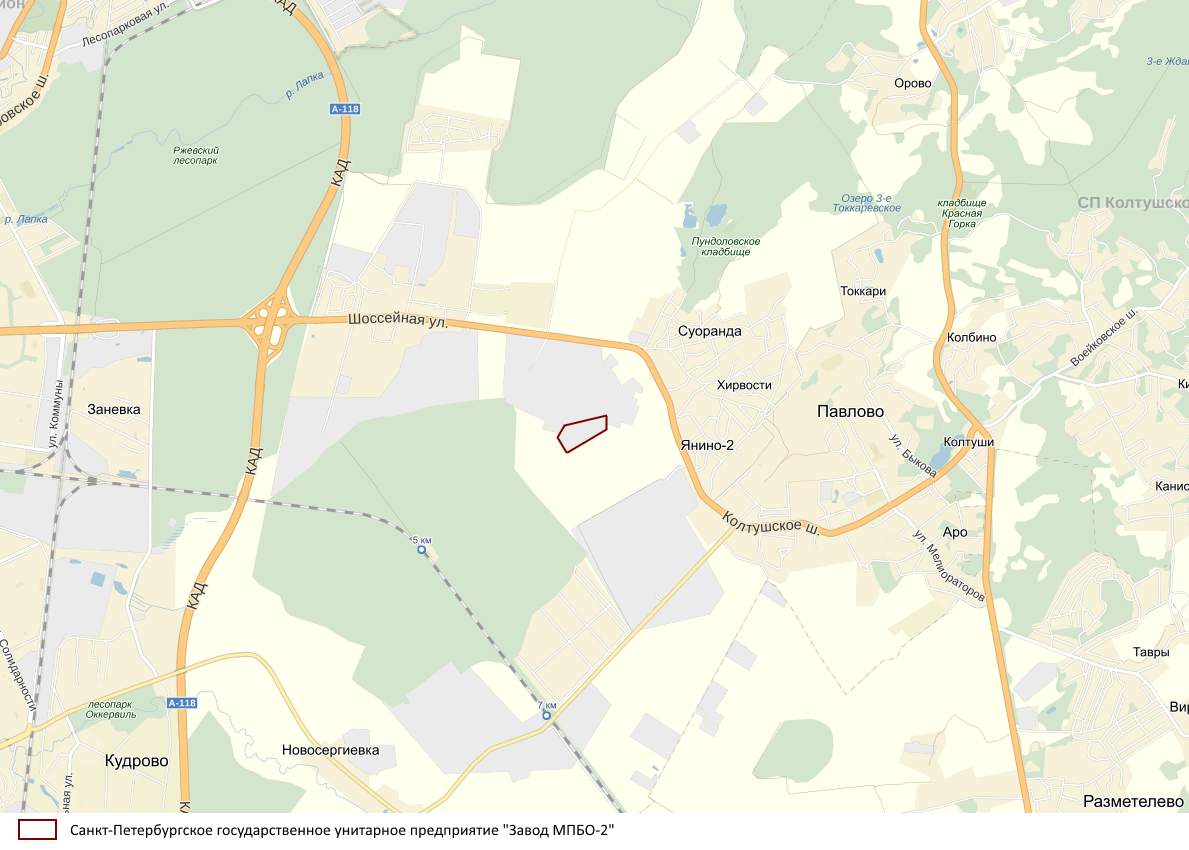 ион
Лесопарковая ул.
КАД
р. Лапка
А-118
Орово
3-е
Ржевский
лесопарк
КАД
р. Лапка
Озеро 3-е
Токкаревское
кладбище
Красная
Горка
СП Колтушско
Пундоловское
кладбище
Токкари
Шоссейная ул.
Суоранда
Колбино
Воейковское ш.
Хирвости
Заневка
Павлово
ул. Коммуны
Янино-2
Колтуши
ул. Быкова
КАД
Канис
Колтушское ш.
Аро
5 км
ул. Мелиораторов
КАД
Солидарности
Тавры
А-118
7 км
лесопарк
Оккервиль
Новосергиевка
Кудрово
ул.
Разметелево
Санкт-Петербургское государственное унитарное предприятие "Завод МПБО-2"